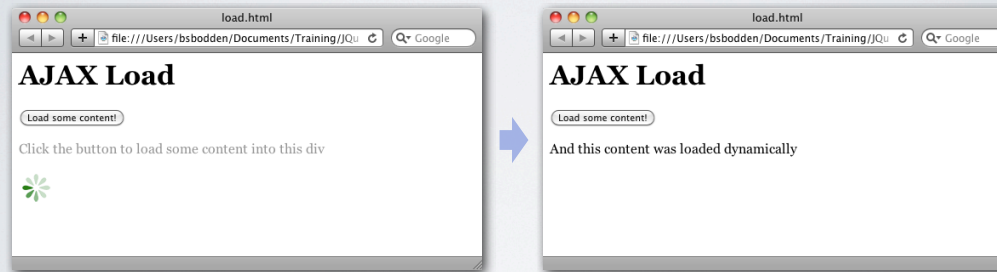 load.html
file:///Users/bsbodden/Documents/Training/JQu
Google
AJAX Load
Load some content!
Click the button to load some content into this div
load.html
file:///Users/bsbodden/Documents/Training/JQu
Google
AJAX Load
Load some content!
And this content was loaded dynamically